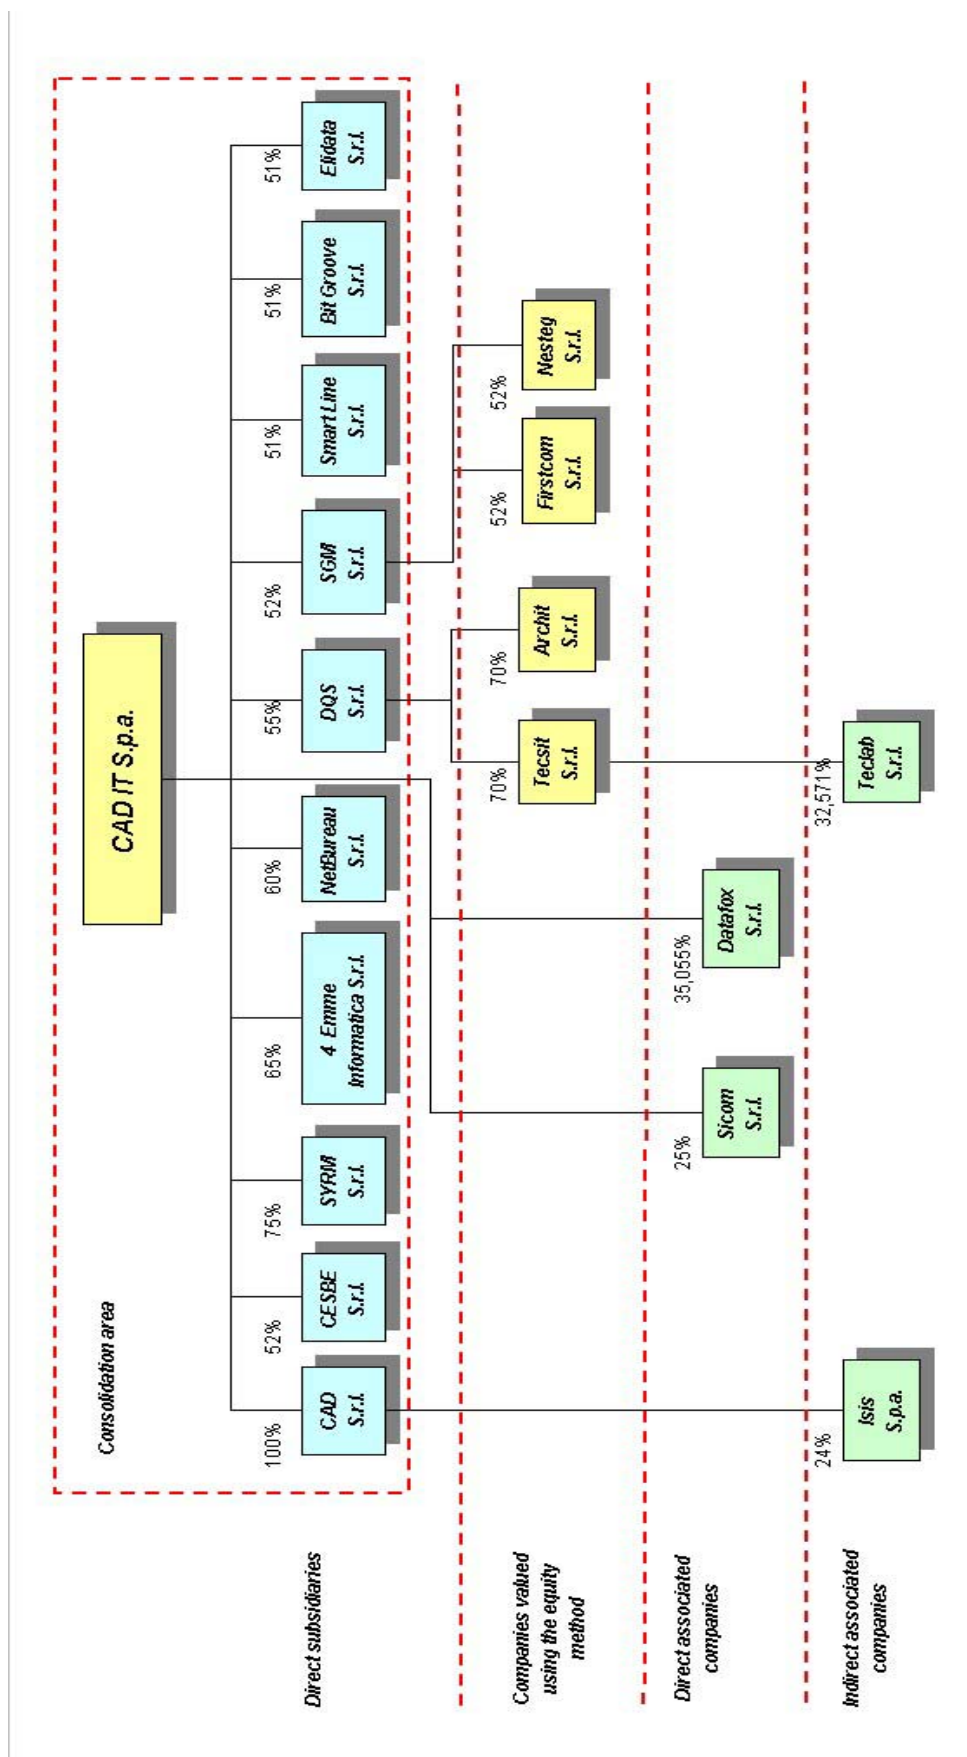 CAD IT S.p.a.
Consolidation area
Direct subsidiaries
100%
52%
75%
65%
60%
55%
52%
51%
51%
51%
CAD
S.r.l.
CESBE
S.r.l.
SYRM
S.r.l.
4 Emme
Informatica S.r.l.
NetBureau
S.r.l.
DQS
S.r.l.
SGM
S.r.l.
Smart Line
S.r.l.
Bit Groove
S.r.l.
Elidata
S.r.l.
Companies valued
using the equity
method
70%
70%
52%
52%
Tecsit
S.r.l.
Archit
S.r.l.
Firstcom
S.r.l.
Nesteg
S.r.l.
Direct associated
companies
25%
35,055%
Sicom
S.r.l.
Datafox
S.r.l.
Indirect associated
companies
24%
32,571%
Isis
S.p.a.
Teclab
S.r.l.